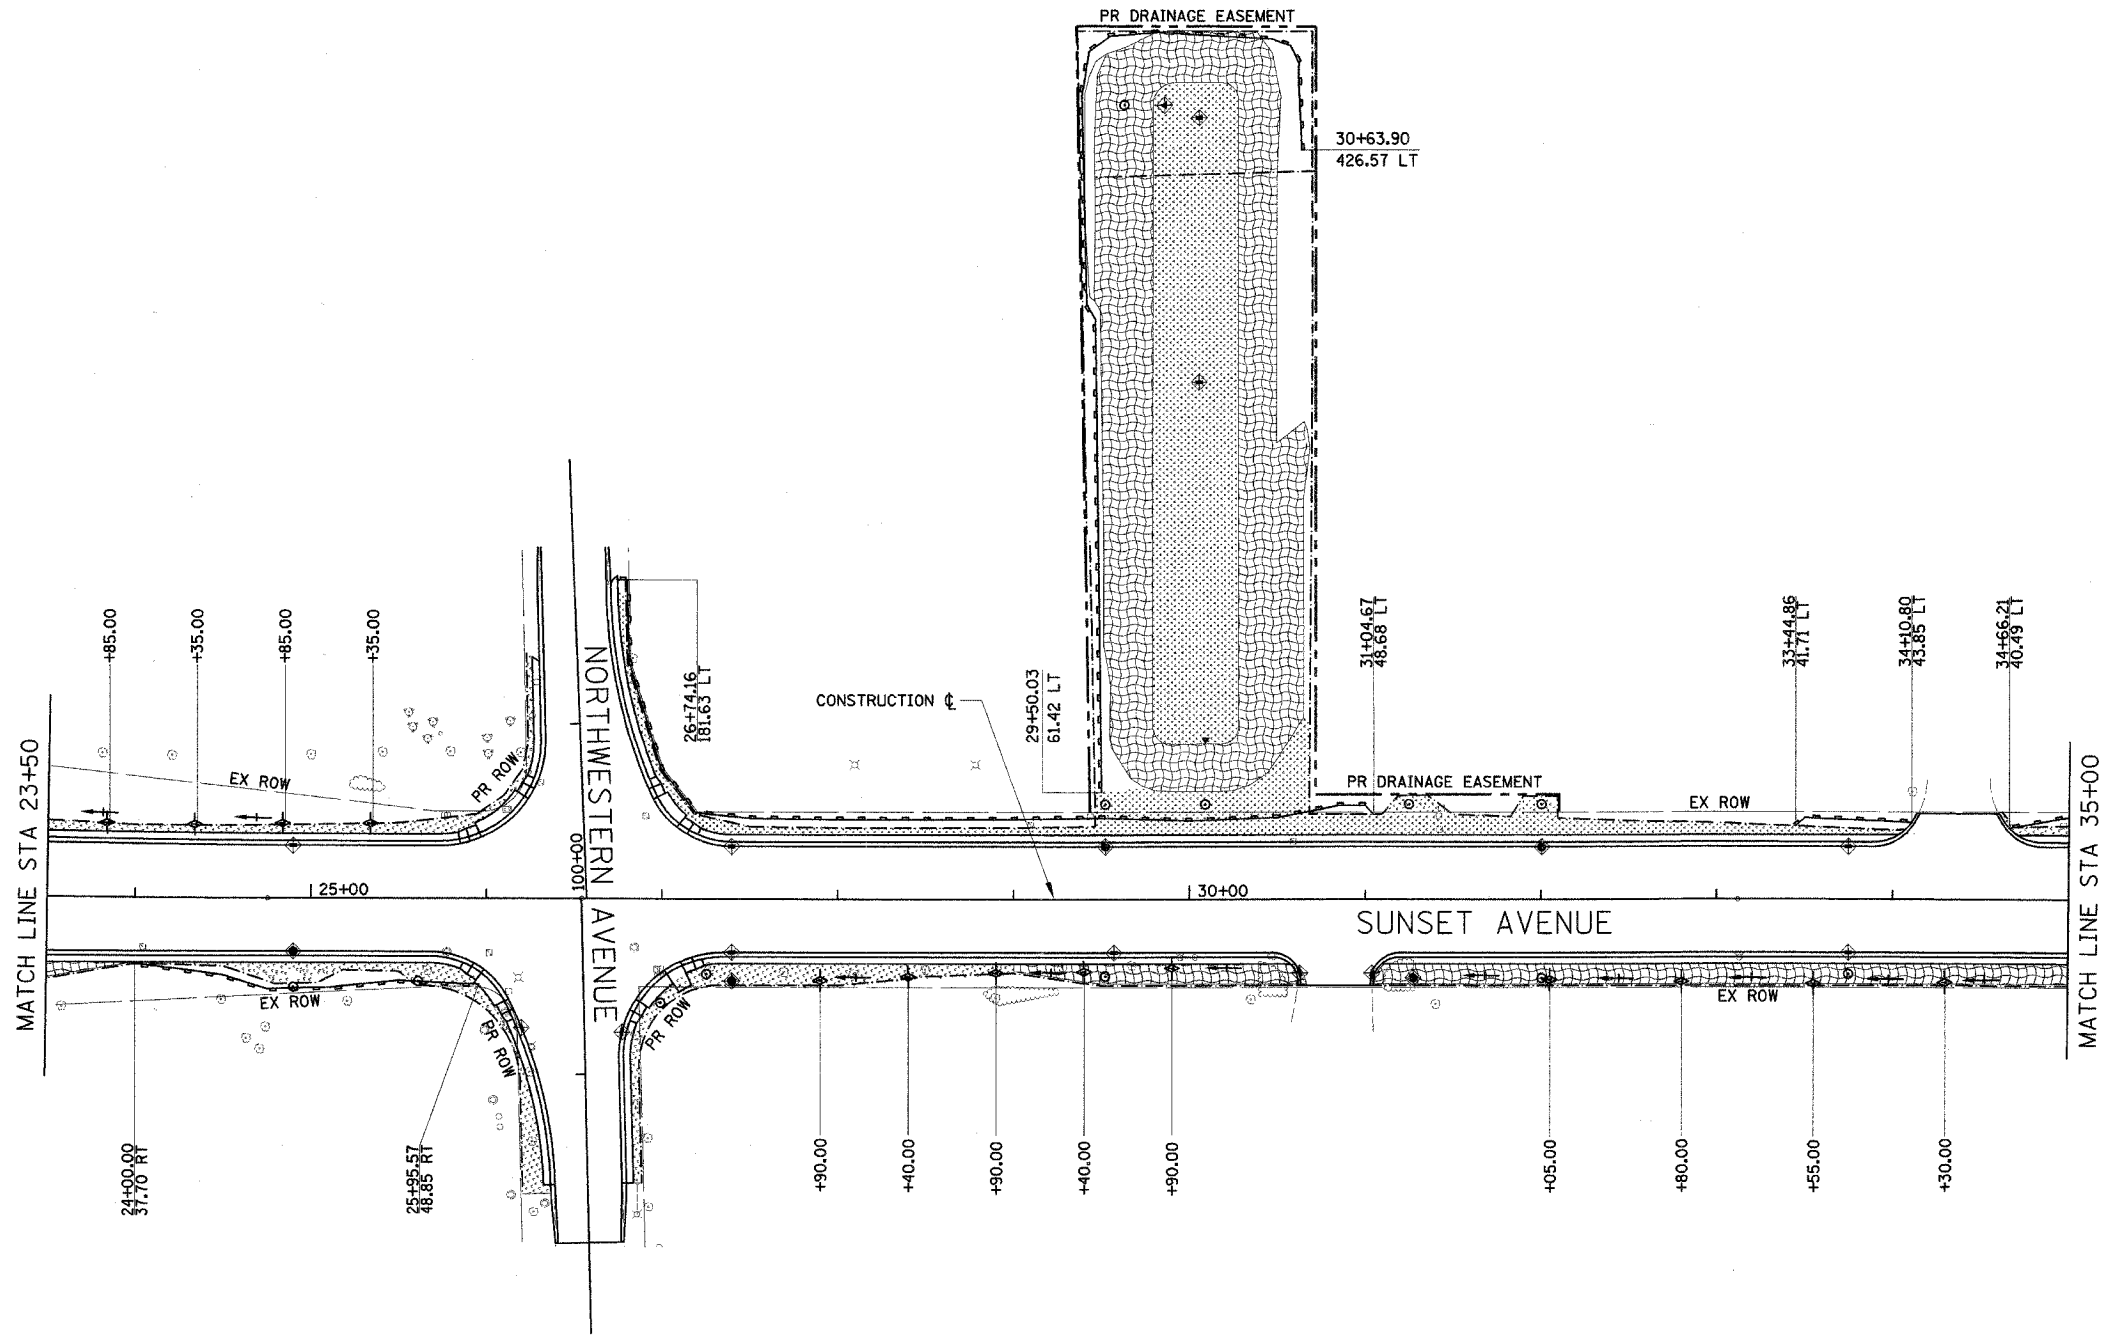 PR DRAINAGE EASEMENT
30+63.90
426.57 LT
+85.00
+35.00
+85.00
+35.00
26+74.16
181.63 LT
CONSTRUCTION ℄
29+50.03
61.42 LT
31+04.67
48.68 LT
33+44.86
41.71 LT
34+10.80
43.85 LT
34+66.21
40.49 LT
MATCH LINE STA 23+50
EX ROW
PR ROW
NORTHWESTERN AVENUE
10+00
PR DRAINAGE EASEMENT
EX ROW
25+00
30+00
SUNSET AVENUE
MATCH LINE STA 35+00
EX ROW
PR ROW
PR ROW
EX ROW
24+00.00
37.70 RT
25+95.57
48.85 RT
+90.00
+40.00
+90.00
+40.00
+90.00
+05.00
+80.00
+55.00
+30.00